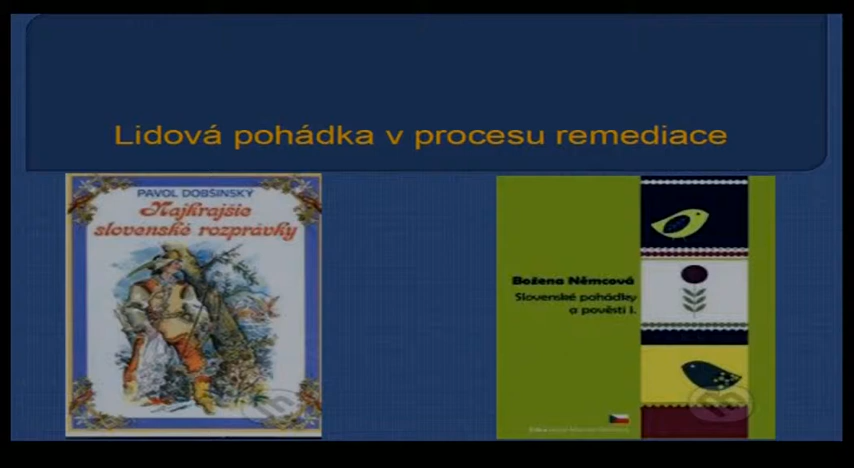 Lidová pohádka v procesu remediace
PAVOL DOBŠINSKÝ
Najkrajšie
slovenské rozprávky
Božena Němcová
Slovenské pohádky
a pověsti I.